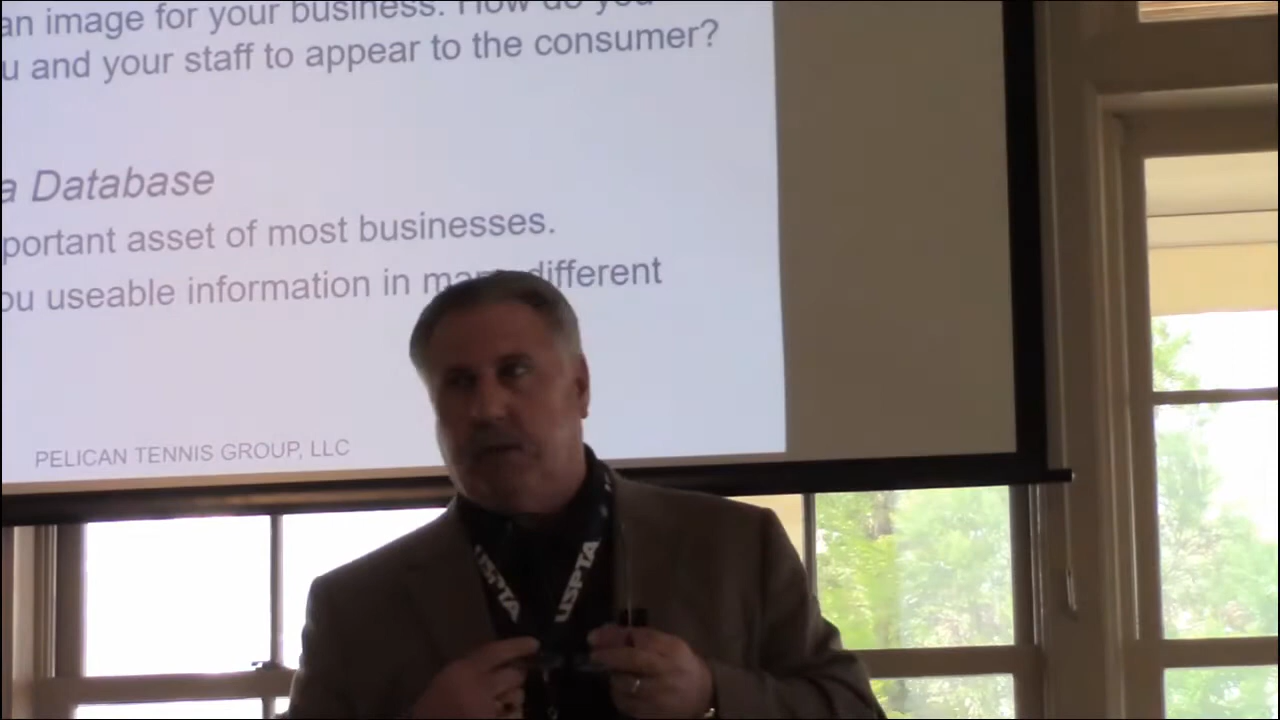 an image for your business. How do you
u and your staff to appear to the consumer?
a Database
portant asset of most businesses.
ou useable information in many different
PELICAN TENNIS GROUP, LLC
USPTA
USPTA